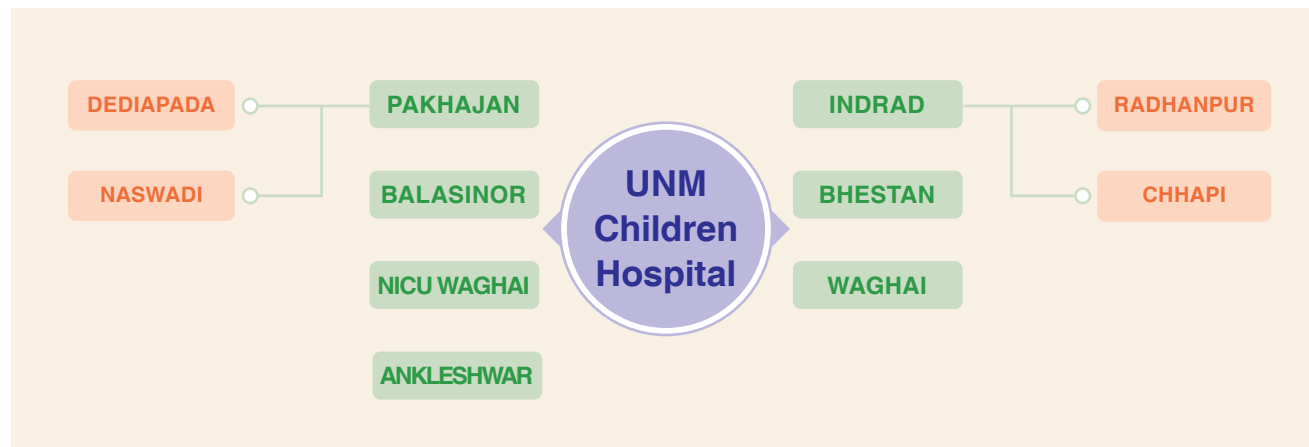 DEDIAPADA
NASWADI
PAKHAJAN
BALASINOR
NICU WAGHAI
ANKLESHWAR
UNM
Children
Hospital
INDRAD
BHESTAN
WAGHAI
RADHANPUR
CHHAPI